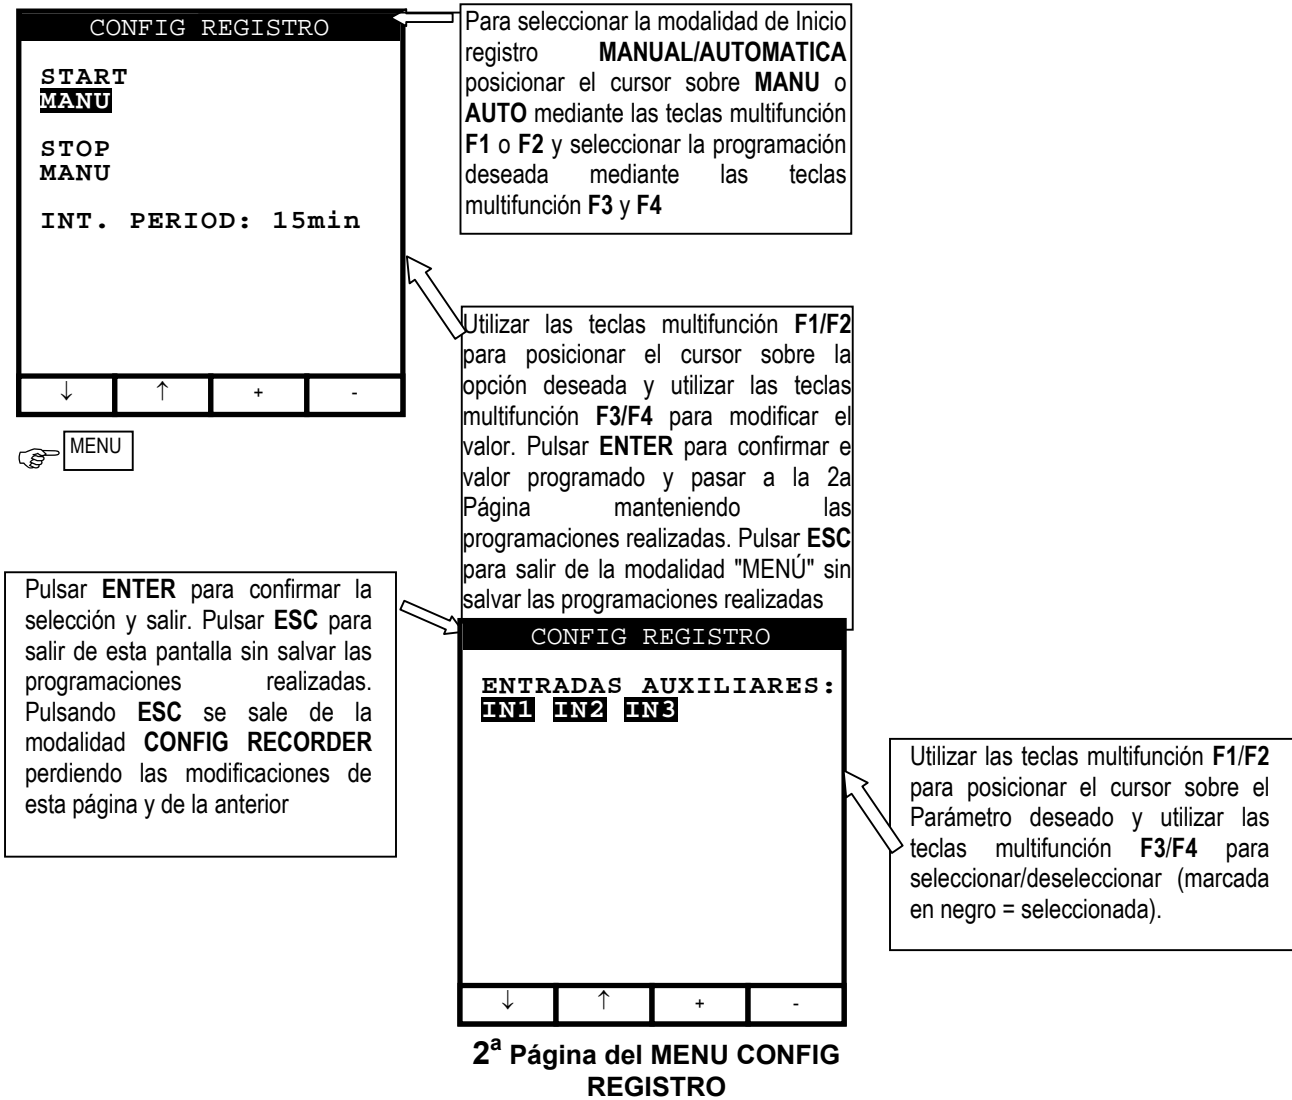 CONFIG REGISTRO
START
MANU
STOP
MANU
INT. PERIOD: 15min
↓ ↑ + -
MENU
Para seleccionar la modalidad de Inicio
registro MANUAL/AUTOMATICA
posicionar el cursor sobre MANU o
AUTO mediante las teclas multifunción
F1 o F2 y seleccionar la programación
deseada mediante las teclas
multifunción F3 y F4
Utilizar las teclas multifunción F1/F2
para posicionar el cursor sobre la
opción deseada y utilizar las teclas
multifunción F3/F4 para modificar el
valor. Pulsar ENTER para confirmar e
valor programado y pasar a la 2a
Página manteniendo las
programaciones realizadas. Pulsar ESC
para salir de la modalidad "MENÚ" sin
salvar las programaciones realizadas
Pulsar ENTER para confirmar la
selección y salir. Pulsar ESC para
salir de esta pantalla sin salvar las
programaciones realizadas.
Pulsando ESC se sale de la
modalidad CONFIG RECORDER
perdiendo las modificaciones de
esta página y de la anterior
CONFIG REGISTRO
ENTRADAS AUXILIARES:
IN1 IN2 IN3
↓ ↑ + -
Utilizar las teclas multifunción F1/F2
para posicionar el cursor sobre el
Parámetro deseado y utilizar las
teclas multifunción F3/F4 para
seleccionar/deseleccionar (marcada
en negro = seleccionada).
2ª Página del MENU CONFIG
REGISTRO